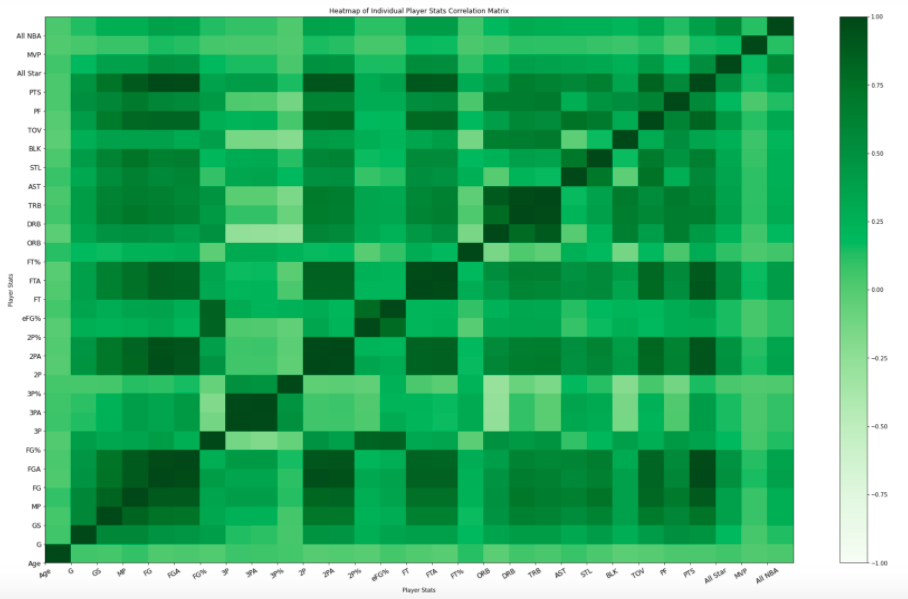 Heatmap of Individual Player Stats Correlation Matrix
All NBA
MVP
All Star
PTS
PF
TOV
BLK
STL
AST
TRB
DRB
ORB
FT%
FTA
FT
eFG%
2P%
2PA
2P
3P%
3PA
3P
FG%
FGA
FG
MP
GS
G
Age
Player Stats
Age G GS MP FG FGA FG% 3P 3PA 3P% 2P 2PA 2P% eFG% FT FTA FT% ORB DRB TRB AST STL BLK TOV PF PTS All Star MVP All NBA
Player Stats
1.00
0.75
0.50
0.25
0.00
−0.25
−0.50
−0.75
−1.00